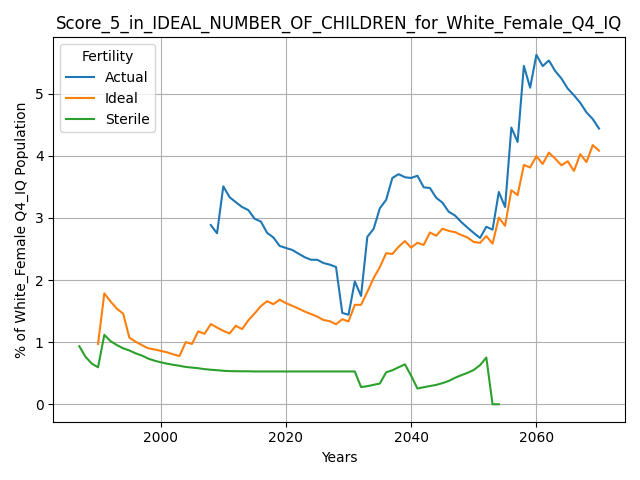 Score_5_in_IDEAL_NUMBER_OF_CHILDREN_for_White_Female_Q4_IQ
Fertility
Actual
Ideal
Sterile
% of White_Female Q4_IQ Population
5
4
3
2
1
0
2000 2020 2040 2060
Years